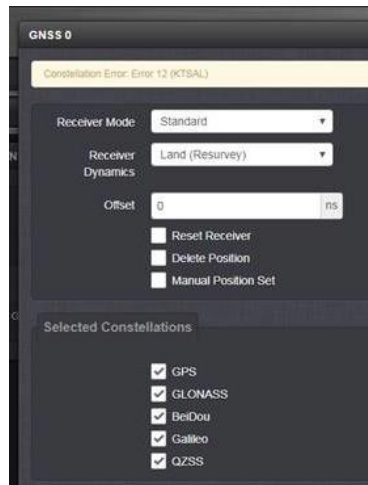 GNSS 0
Constellation Error: Error 12 (KTSAL)
Receiver Mode Standard
Receiver Dynamics Land (Resurvey)
Offset 0 ns
Reset Receiver
Delete Position
Manual Position Set
Selected Constellations
GPS
GLONASS
BeiDou
Galileo
QZSS